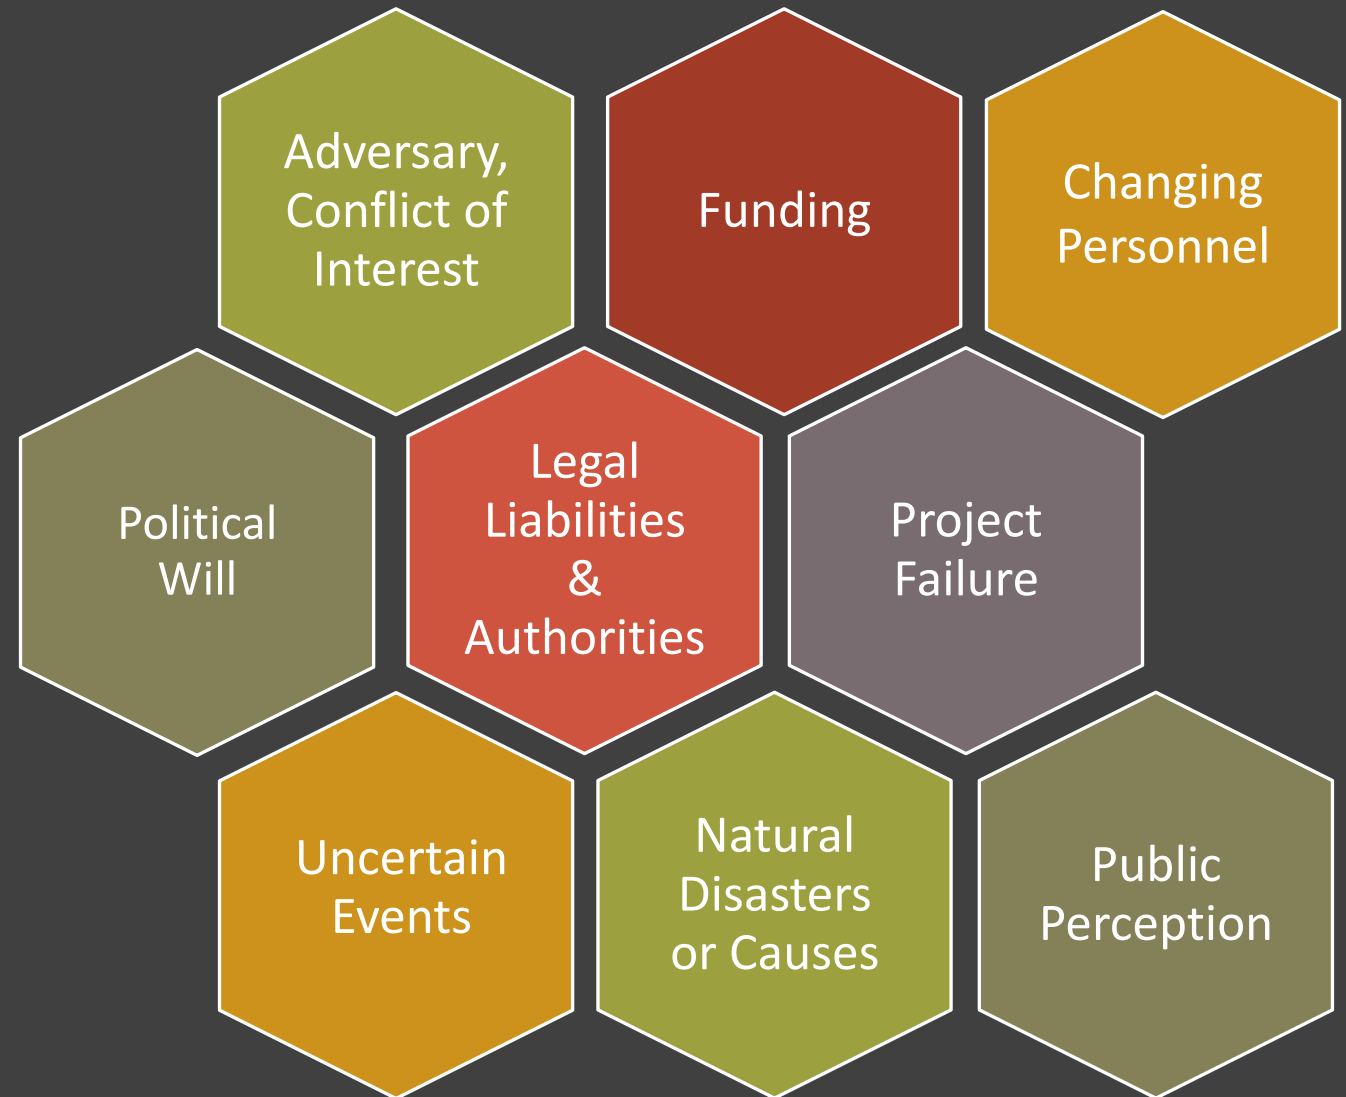 Adversary,
Conflict of
Interest
Funding
Changing
Personnel
Political
Will
Legal
Liabilities
&
Authorities
Project
Failure
Uncertain
Events
Natural
Disasters
or Causes
Public
Perception